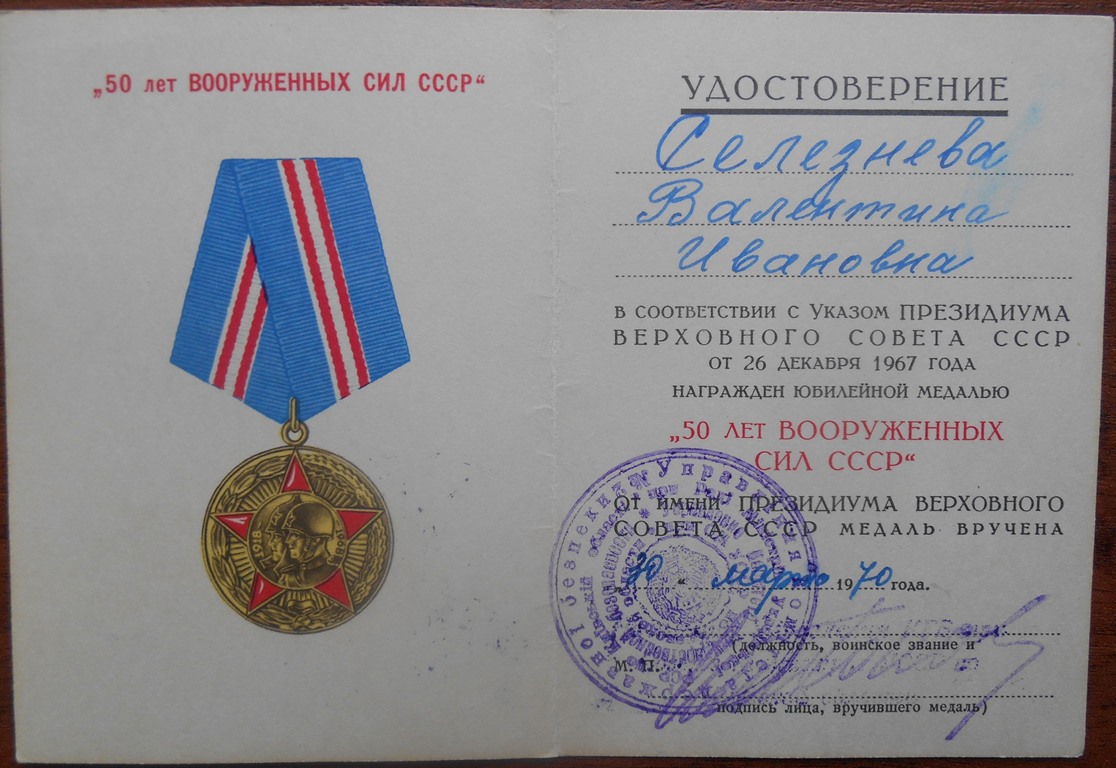 „50 лет ВООРУЖЕННЫХ СИЛ СССР“
1918
УДОСТОВЕРЕНИЕ
Селезнева
Валентина
Ивановна
В СООТВЕТСТВИИ С УКАЗОМ ПРЕЗИДИУМА
ВЕРХОВНОГО СОВЕТА СССР
ОТ 26 ДЕКАБРЯ 1967 ГОДА
НАГРАЖДЕН ЮБИЛЕЙНОЙ МЕДАЛЬЮ
„50 ЛЕТ ВООРУЖЕННЫХ
СИЛ СССР“
ОТ ИМЕНИ ПРЕЗИДИУМА ВЕРХОВНОГО
СОВЕТА СССР МЕДАЛЬ ВРУЧЕНА
„30“ марта 1970 года.
(должность, воинское звание и
М. П.
подпись лица, вручившего медаль)